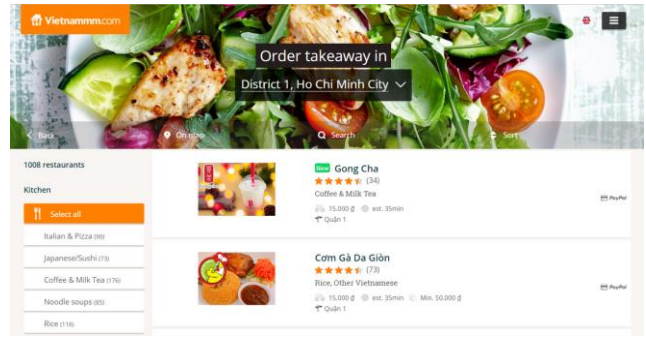 Vietnammm.com
Order takeaway in
District 1, Ho Chi Minh City
Back
On map
Search
Sort
1008 restaurants
Kitchen
Select all
Italian & Pizza (95)
Japanese/Sushi (73)
Coffee & Milk Tea (176)
Noodle soups (85)
Rice (116)
New Gong Cha
(34)
Coffee & Milk Tea
15.000 ₫ est. 35min
Quận 1
PayPal
Cơm Gà Da Giòn
(73)
Rice, Other Vietnamese
15.000 ₫ est. 35min Min. 50.000 ₫
Quận 1
PayPal